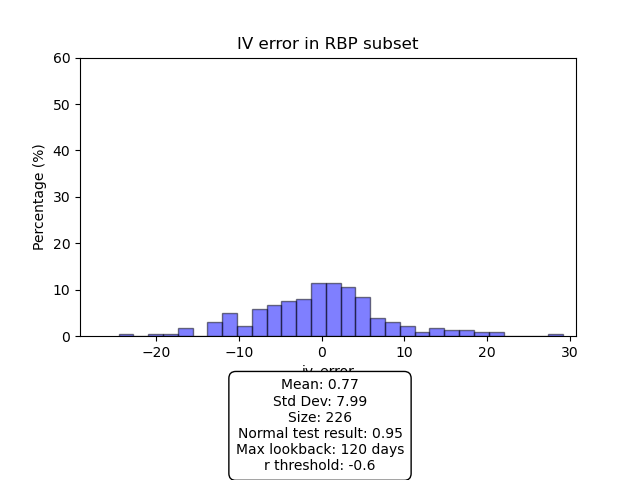 IV error in RBP subset
60
50
40
30
20
10
0
Percentage (%)
−20
−10
0
10
20
30
iv_error
Mean: 0.77
Std Dev: 7.99
Size: 226
Normal test result: 0.95
Max lookback: 120 days
r threshold: -0.6